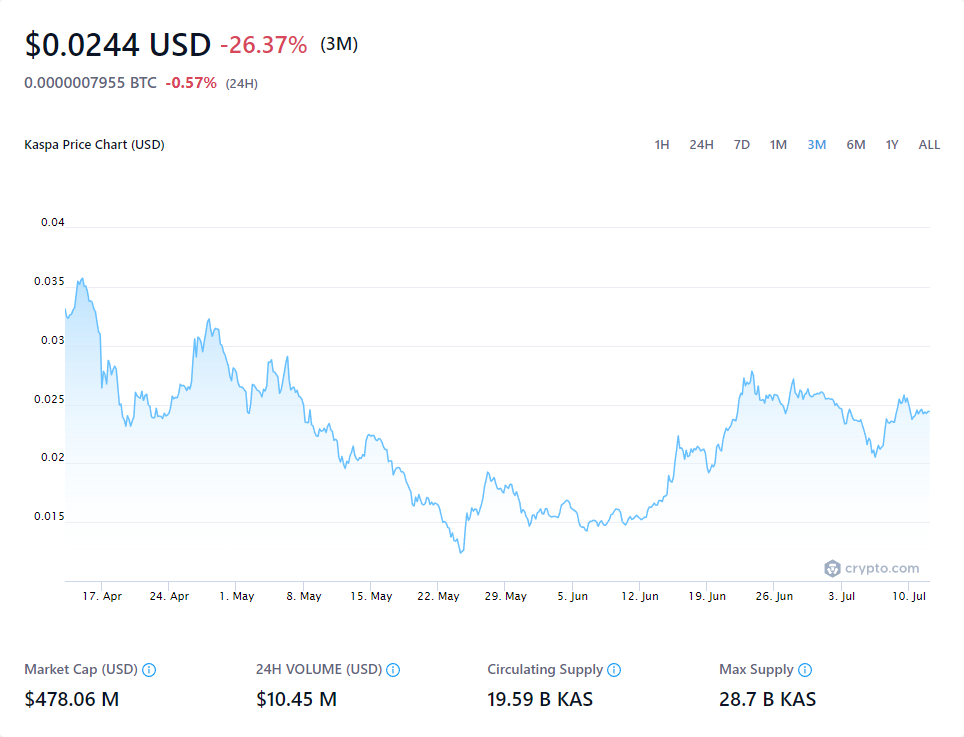 $0.0244 USD -26.37% (3M)
0.0000007955 BTC -0.57% (24H)
Kaspa Price Chart (USD) 1H 24H 7D 1M 3M 6M 1Y ALL
0.04
0.035
0.03
0.025
0.02
0.015
crypto.com
17. Apr 24. Apr 1. May 8. May 15. May 22. May 29. May 5. Jun 12. Jun 19. Jun 26. Jun 3. Jul 10. Jul
Market Cap (USD) 24H VOLUME (USD) Circulating Supply Max Supply
$478.06 M $10.45 M 19.59 B KAS 28.7 B KAS